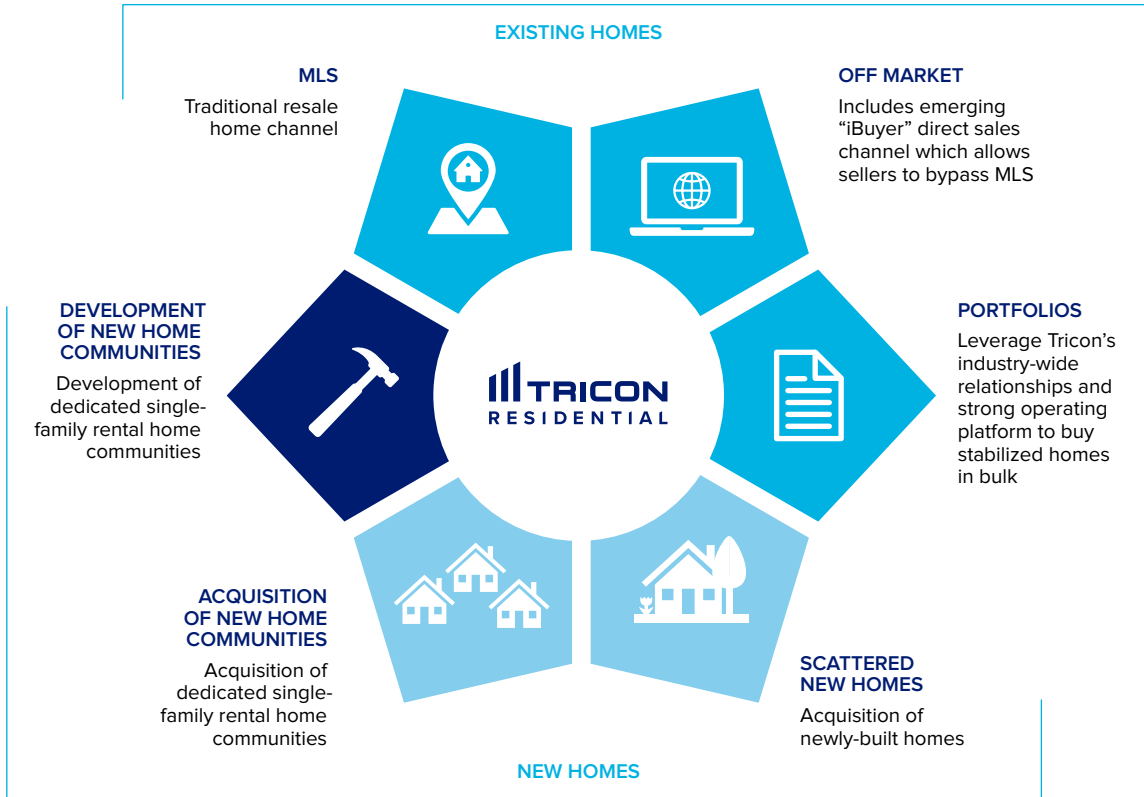 EXISTING HOMES
MLS
Traditional resale
home channel
OFF MARKET
Includes emerging
“iBuyer” direct sales
channel which allows
sellers to bypass MLS
DEVELOPMENT
OF NEW HOME
COMMUNITIES
Development of
dedicated single-
family rental home
communities
TRICON
RESIDENTIAL
PORTFOLIOS
Leverage Tricon’s
industry-wide
relationships and
strong operating
platform to buy
stabilized homes
in bulk
ACQUISITION
OF NEW HOME
COMMUNITIES
Acquisition of
dedicated single-
family rental home
communities
SCATTERED
NEW HOMES
Acquisition of
newly-built homes
NEW HOMES